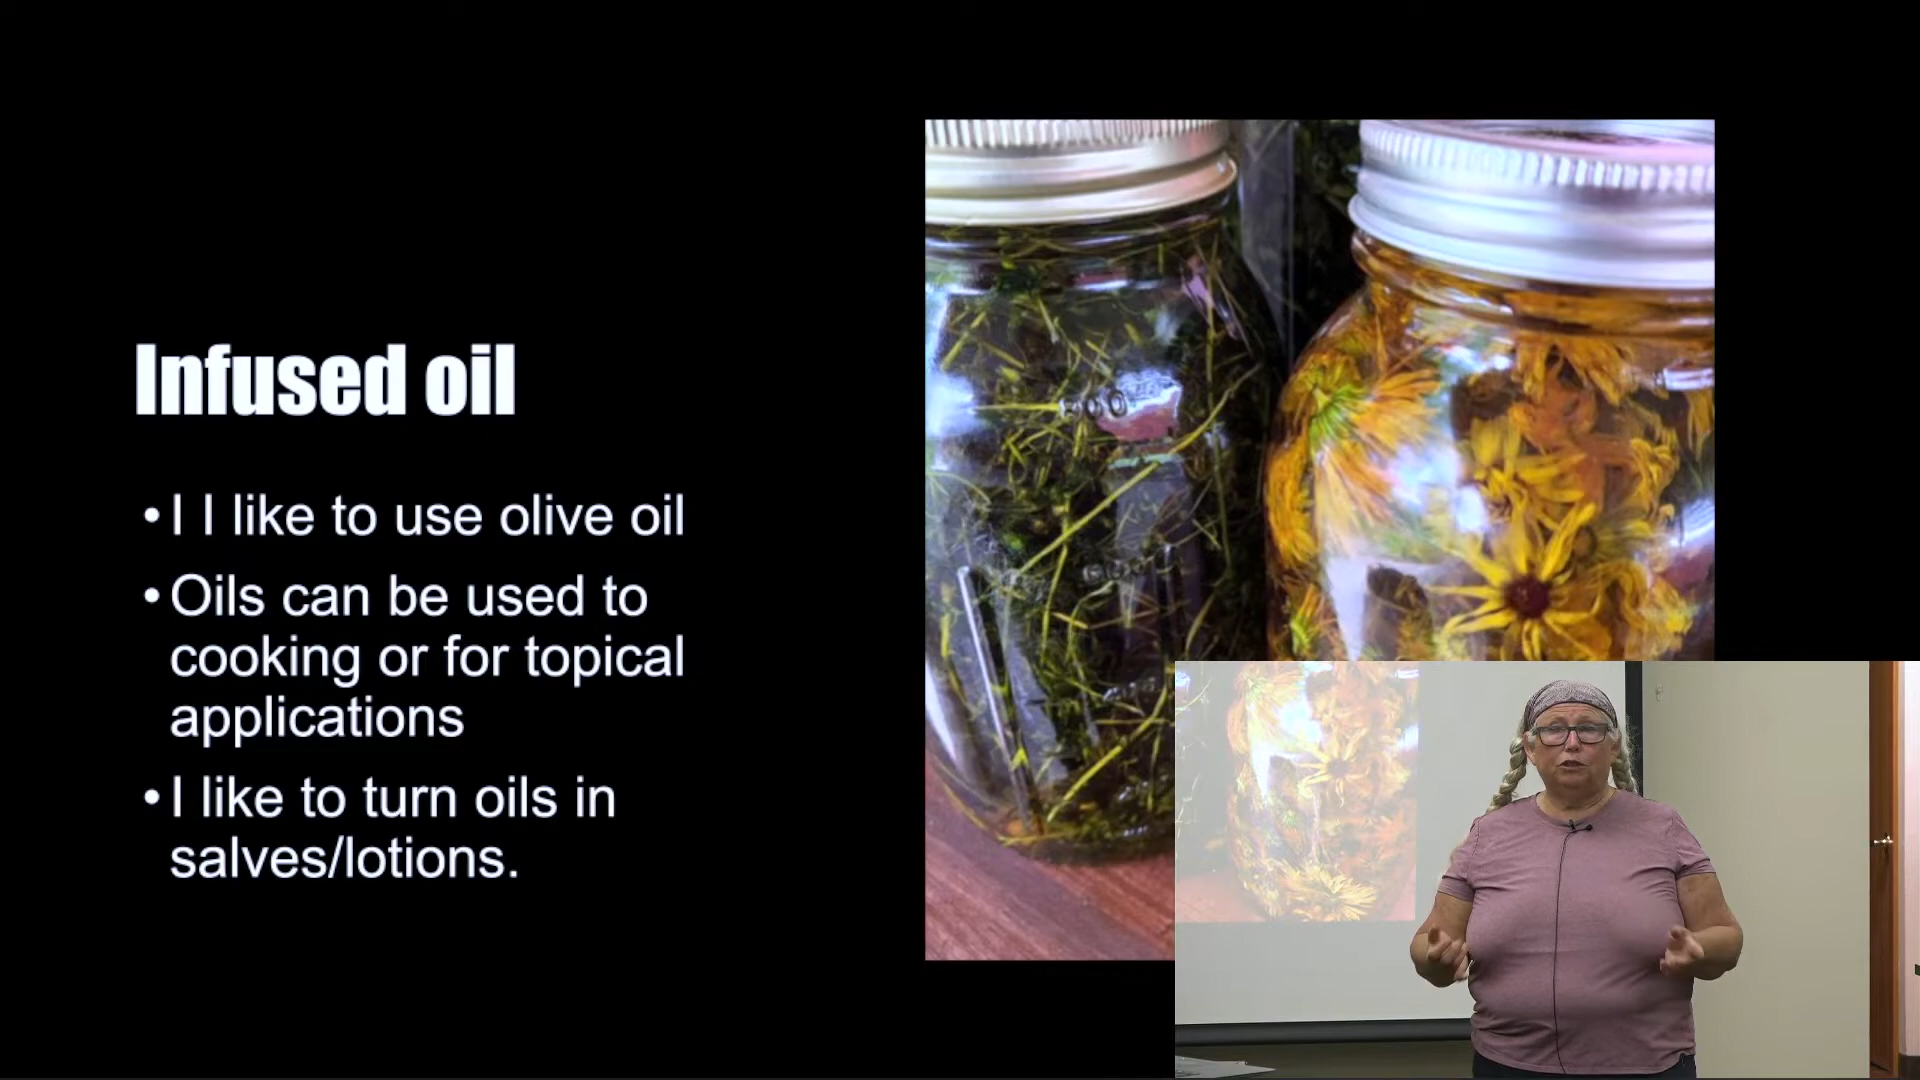 Infused oil
•I I like to use olive oil
•Oils can be used to
cooking or for topical
applications
•I like to turn oils in
salves/lotions.